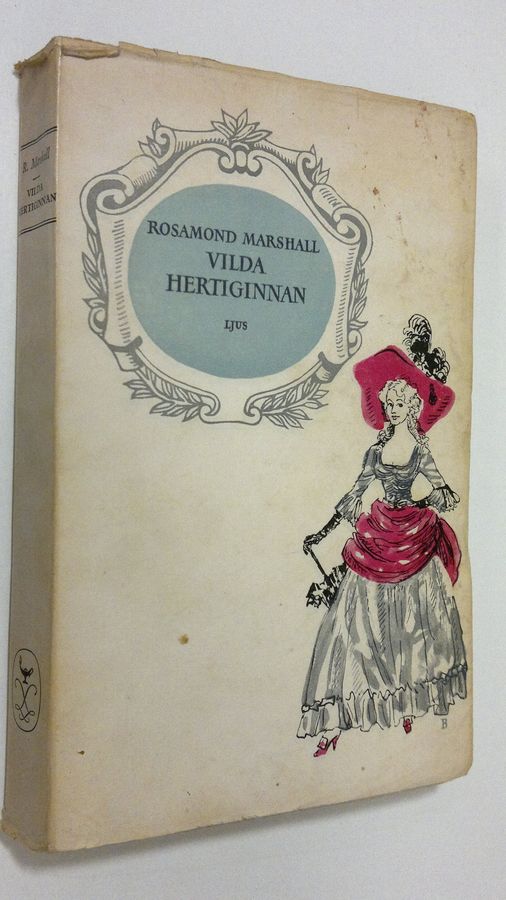 R. Marshall
VILDA
HERTIGINNAN
ROSAMOND MARSHALL
VILDA
HERTIGINNAN
LJUS
B